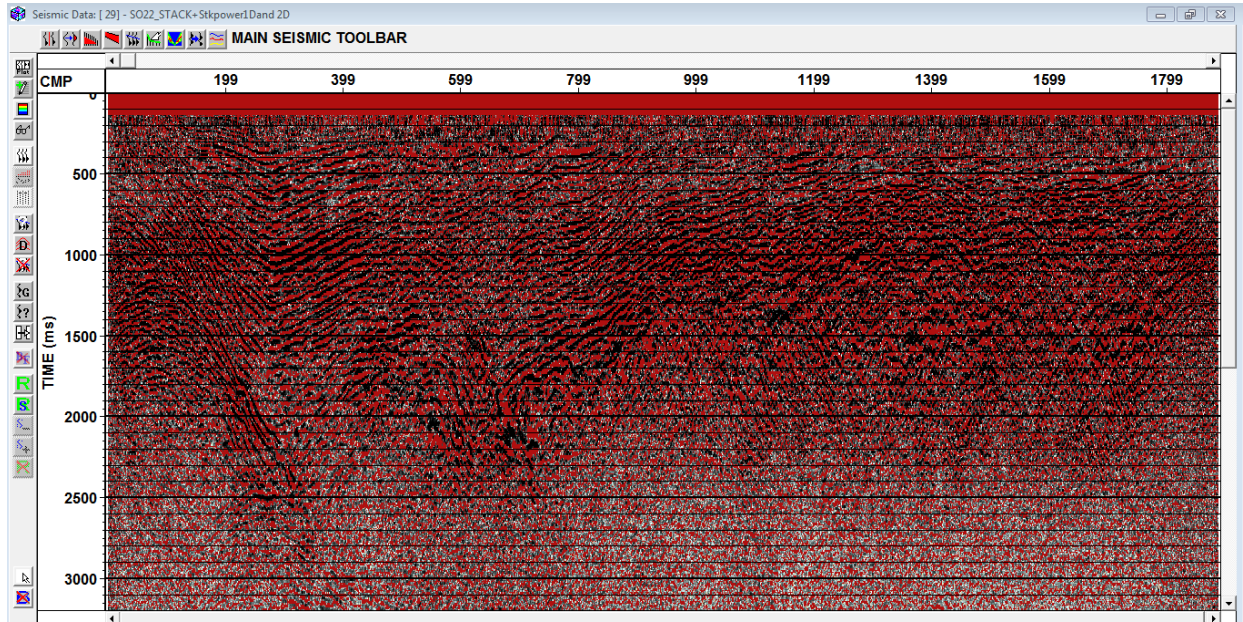 Seismic Data: [ 29] - SO22_STACK+Stkpower1Dand 2D
MAIN SEISMIC TOOLBAR
CMP 199 399 599 799 999 1199 1399 1599 1799
0
500
1000
1500
2000
2500
3000
TIME (ms)
D
G
?
R
S
S
S